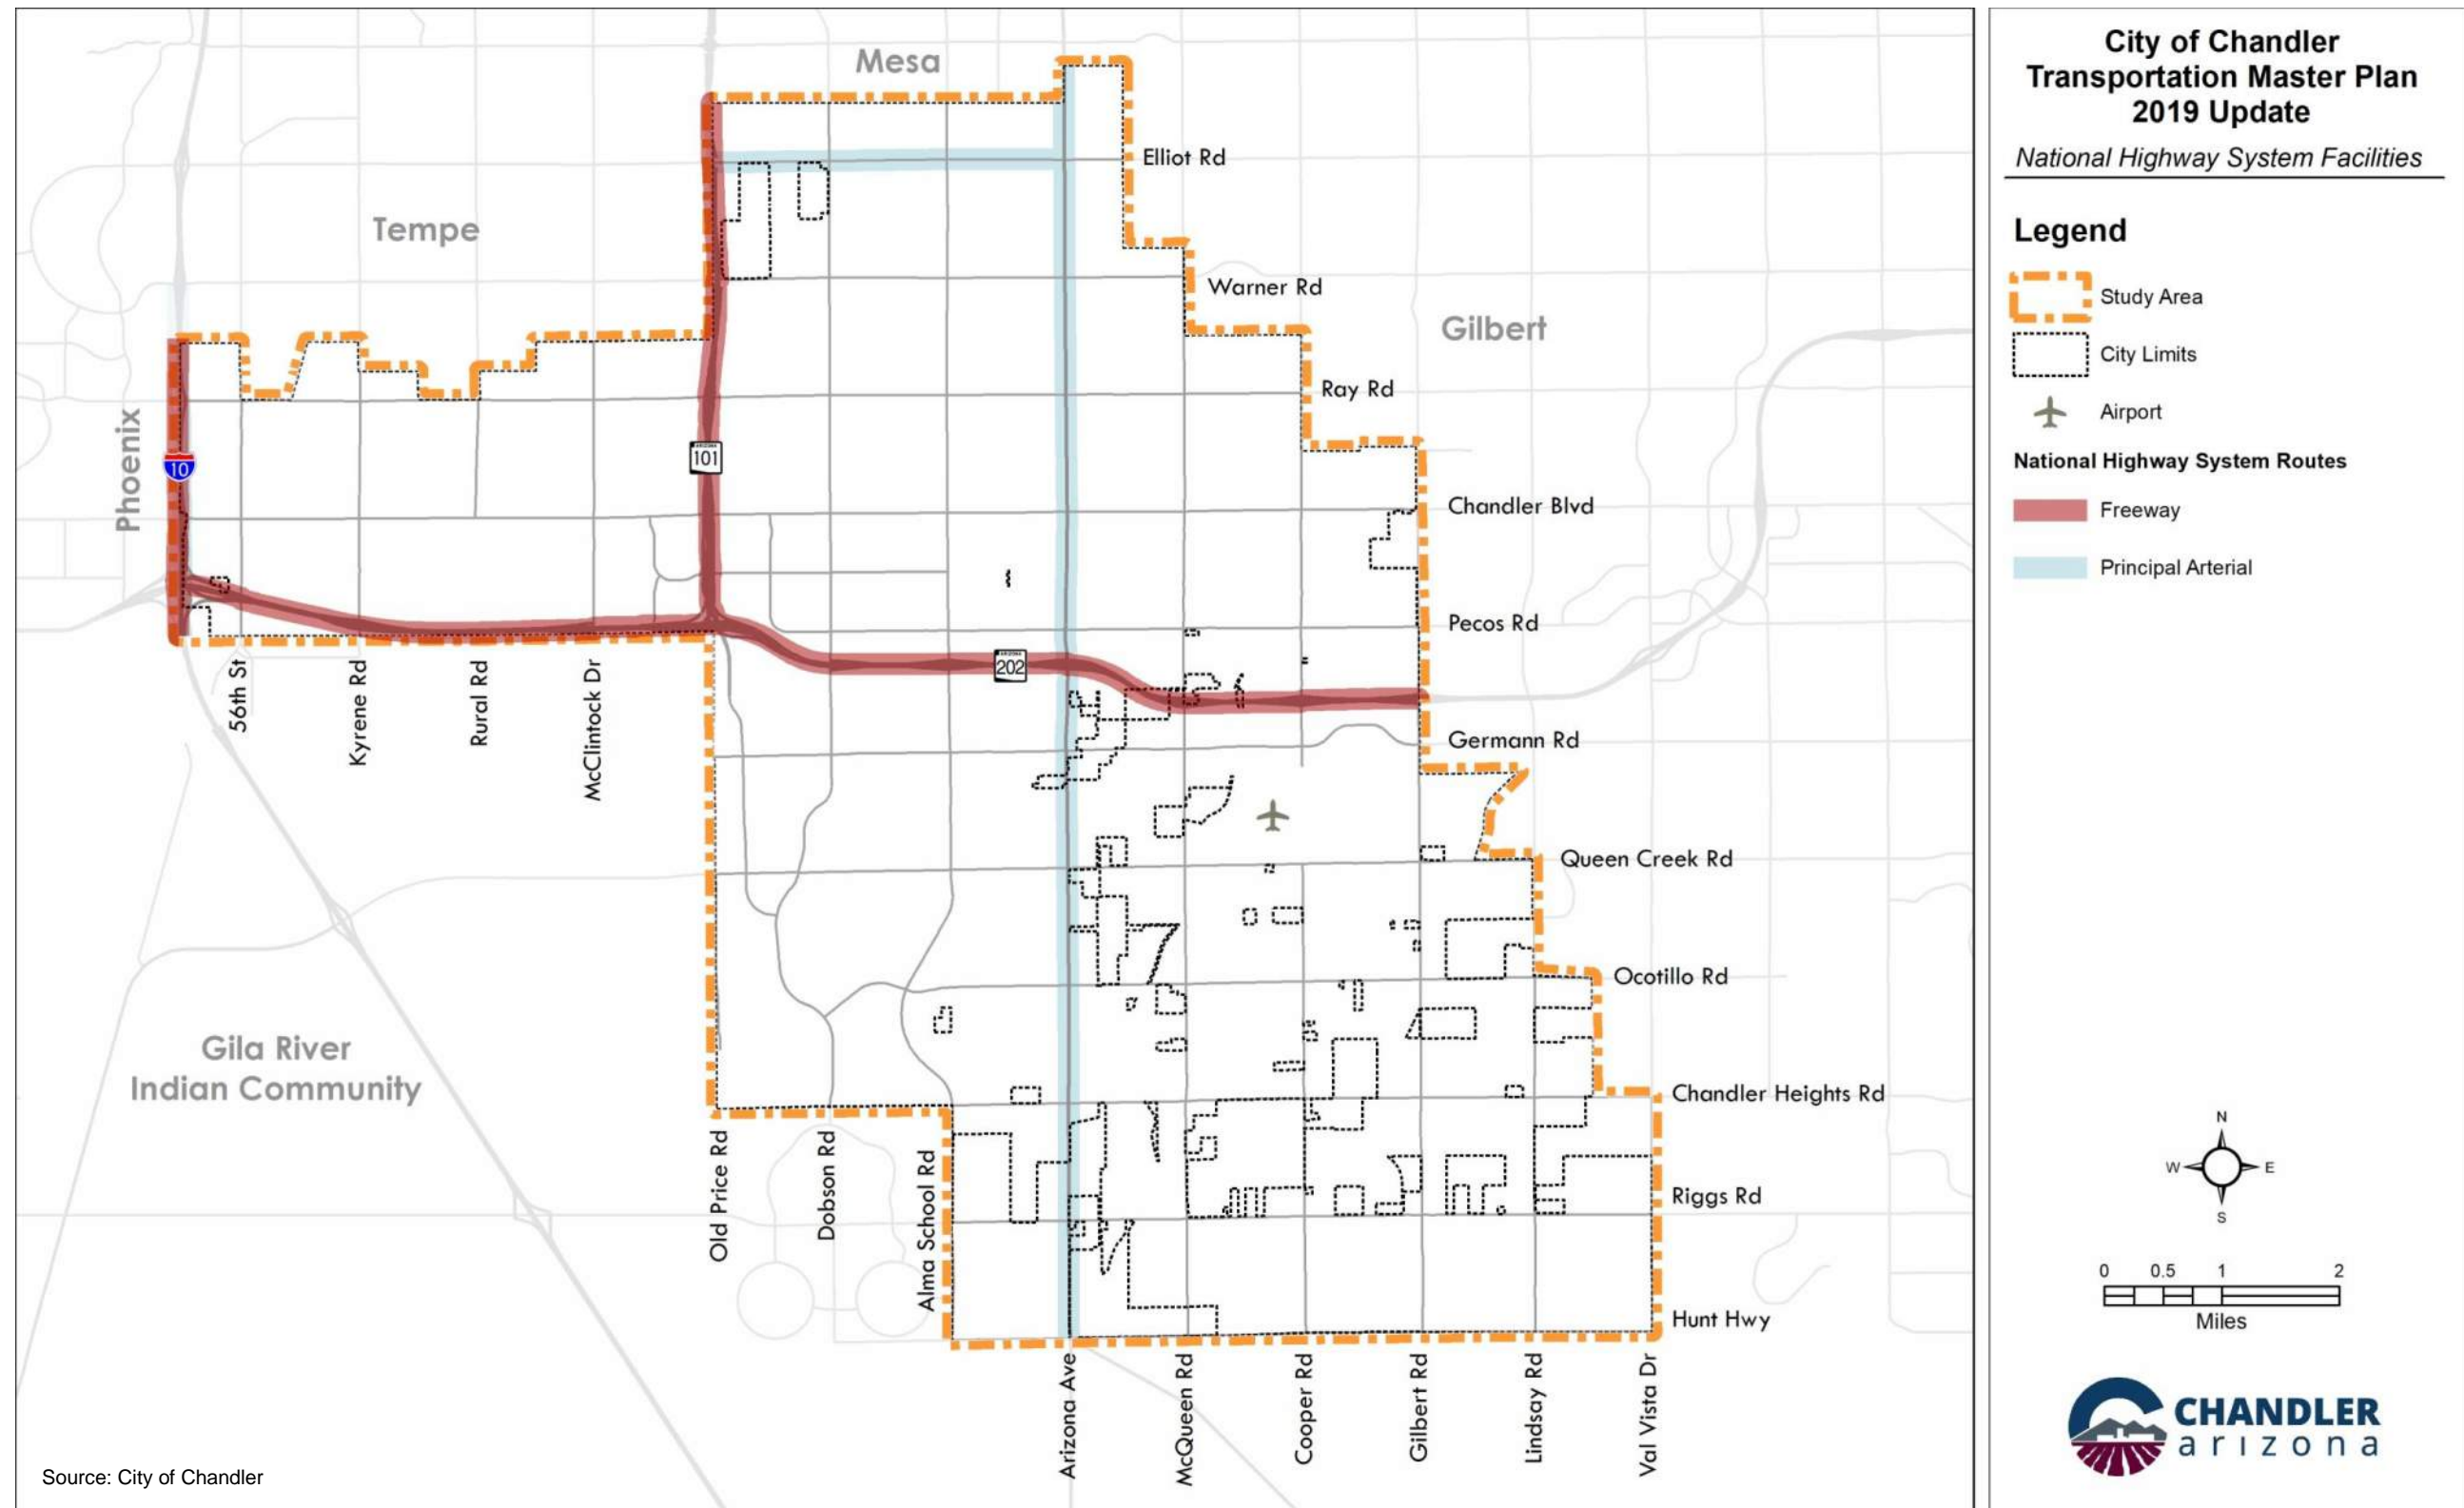 City of Chandler
Transportation Master Plan
2019 Update
National Highway System Facilities
Legend
Study Area
City Limits
Airport
National Highway System Routes
Freeway
Principal Arterial
N
W
E
S
0
0.5
1
2
Miles
CHANDLER
arizona
Mesa
Tempe
Gilbert
Phoenix
Gila River
Indian Community
Elliot Rd
Warner Rd
Ray Rd
Chandler Blvd
Pecos Rd
Germann Rd
Queen Creek Rd
Ocotillo Rd
Chandler Heights Rd
Riggs Rd
Hunt Hwy
10
ARIZONA
101
ARIZONA
202
56th St
Kyrene Rd
Rural Rd
McClintock Dr
Old Price Rd
Dobson Rd
Alma School Rd
Arizona Ave
McQueen Rd
Cooper Rd
Gilbert Rd
Lindsay Rd
Val Vista Dr
Source: City of Chandler